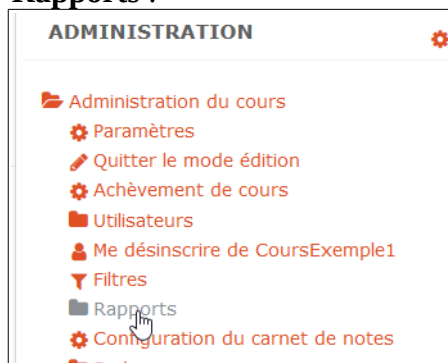 Rapports :
ADMINISTRATION
Administration du cours
Paramètres
Quitter le mode édition
Achèvement de cours
Utilisateurs
Me désinscrire de CoursExemple1
Filtres
Rapports
Configuration du carnet de notes